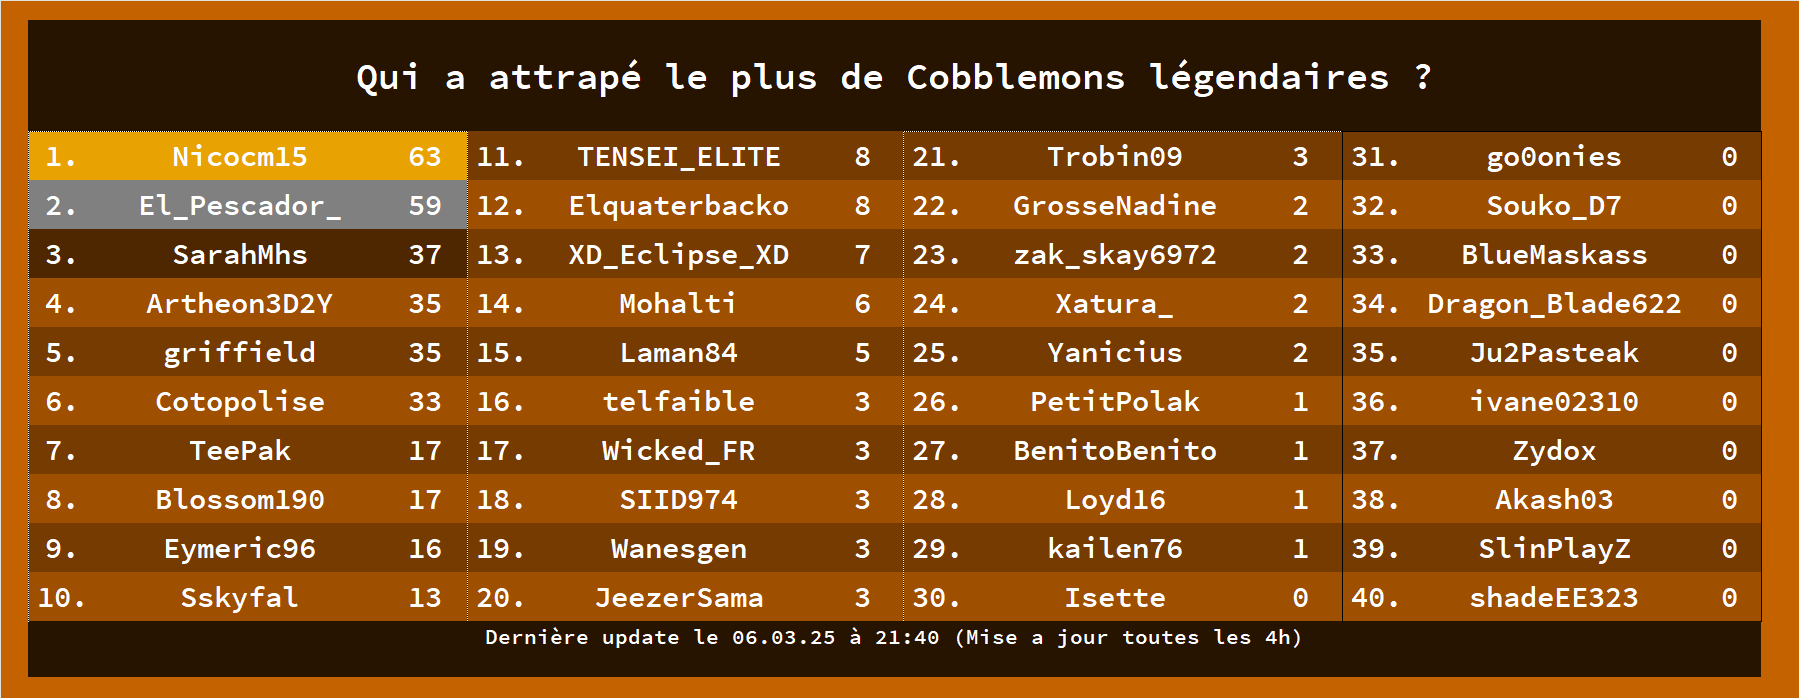 Qui a attrapé le plus de Cobblemons légendaires ?
1. Nicocm15 63 11. TENSEI_ELITE 8 21. Trobin09 3 31. go0onies 0
2. El_Pescador_ 59 12. Elquaterbacko 8 22. GrosseNadine 2 32. Souko_D7 0
3. SarahMhs 37 13. XD_Eclipse_XD 7 23. zak_skay6972 2 33. BlueMaskass 0
4. Artheon3D2Y 35 14. Mohalti 6 24. Xatura_ 2 34. Dragon_Blade622 0
5. griffield 35 15. Laman84 5 25. Yanicius 2 35. Ju2Pasteak 0
6. Cotopolise 33 16. telfaible 3 26. PetitPolak 1 36. ivane02310 0
7. TeePak 17 17. Wicked_FR 3 27. BenitoBenito 1 37. Zydox 0
8. Blossom190 17 18. SIID974 3 28. Loyd16 1 38. Akash03 0
9. Eymeric96 16 19. Wanesgen 3 29. kailen76 1 39. SlinPlayZ 0
10. Sskyfal 13 20. JeezerSama 3 30. Isette 0 40. shadeEE323 0
Dernière update le 06.03.25 à 21:40 (Mise a jour toutes les 4h)